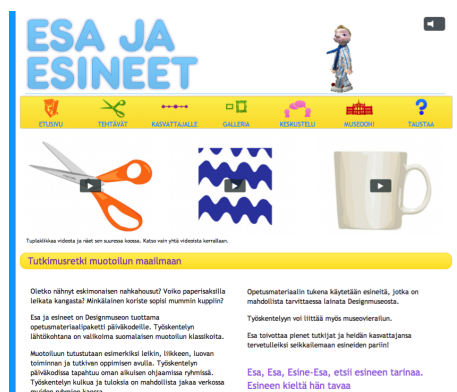 ESA JA
ESINEET
ETUSIVU
TEHTÄVÄT
KASVATTAJALLE
GALLERIA
KESKUSTELU
MUSEOON!
TAUSTAA
Tuplaklikkaa videota ja näet sen suuressa koossa. Katso vain yhtä videoista kerrallaan.
Tutkimusretki muotoilun maailmaan
Oletko nähnyt eskimonaisen nahkahousut? Voiko paperisaksilla
leikata kangasta? Minkälainen koriste sopisi mummin kuppiin?
Esa ja esineet on Designmuseon tuottama
opetusmateriaalipaketti päiväkodeille. Työskentelyn
lähtökohtana on valikoima suomalaisen muotoilun klassikoita.
Muotoiluun tutustutaan esimerkiksi leikin, liikkeen, luovan
toiminnan ja tutkivan oppimisen avulla. Työskentelyn
päiväkodissa tapahtuu oman aikuisen ohjaamissa ryhmissä.
Työskentelyn kulkua ja tuloksia on mahdollista jakaa verkossa
muiden ryhmien kanssa.
Opetusmateriaalin tukena käytetään esineitä, jotka on
mahdollista tarvittaessa lainata Designmuseosta.
Työskentelyyn voi liittää myös museovierailun.
Esa toivottaa pienet tutkijat ja heidän kasvattajansa
tervetulleiksi seikkailemaan esineiden pariin!
Esa, Esa, Esine-Esa, etsii esineen tarinaa.
Esineen kieltä hän tavaa